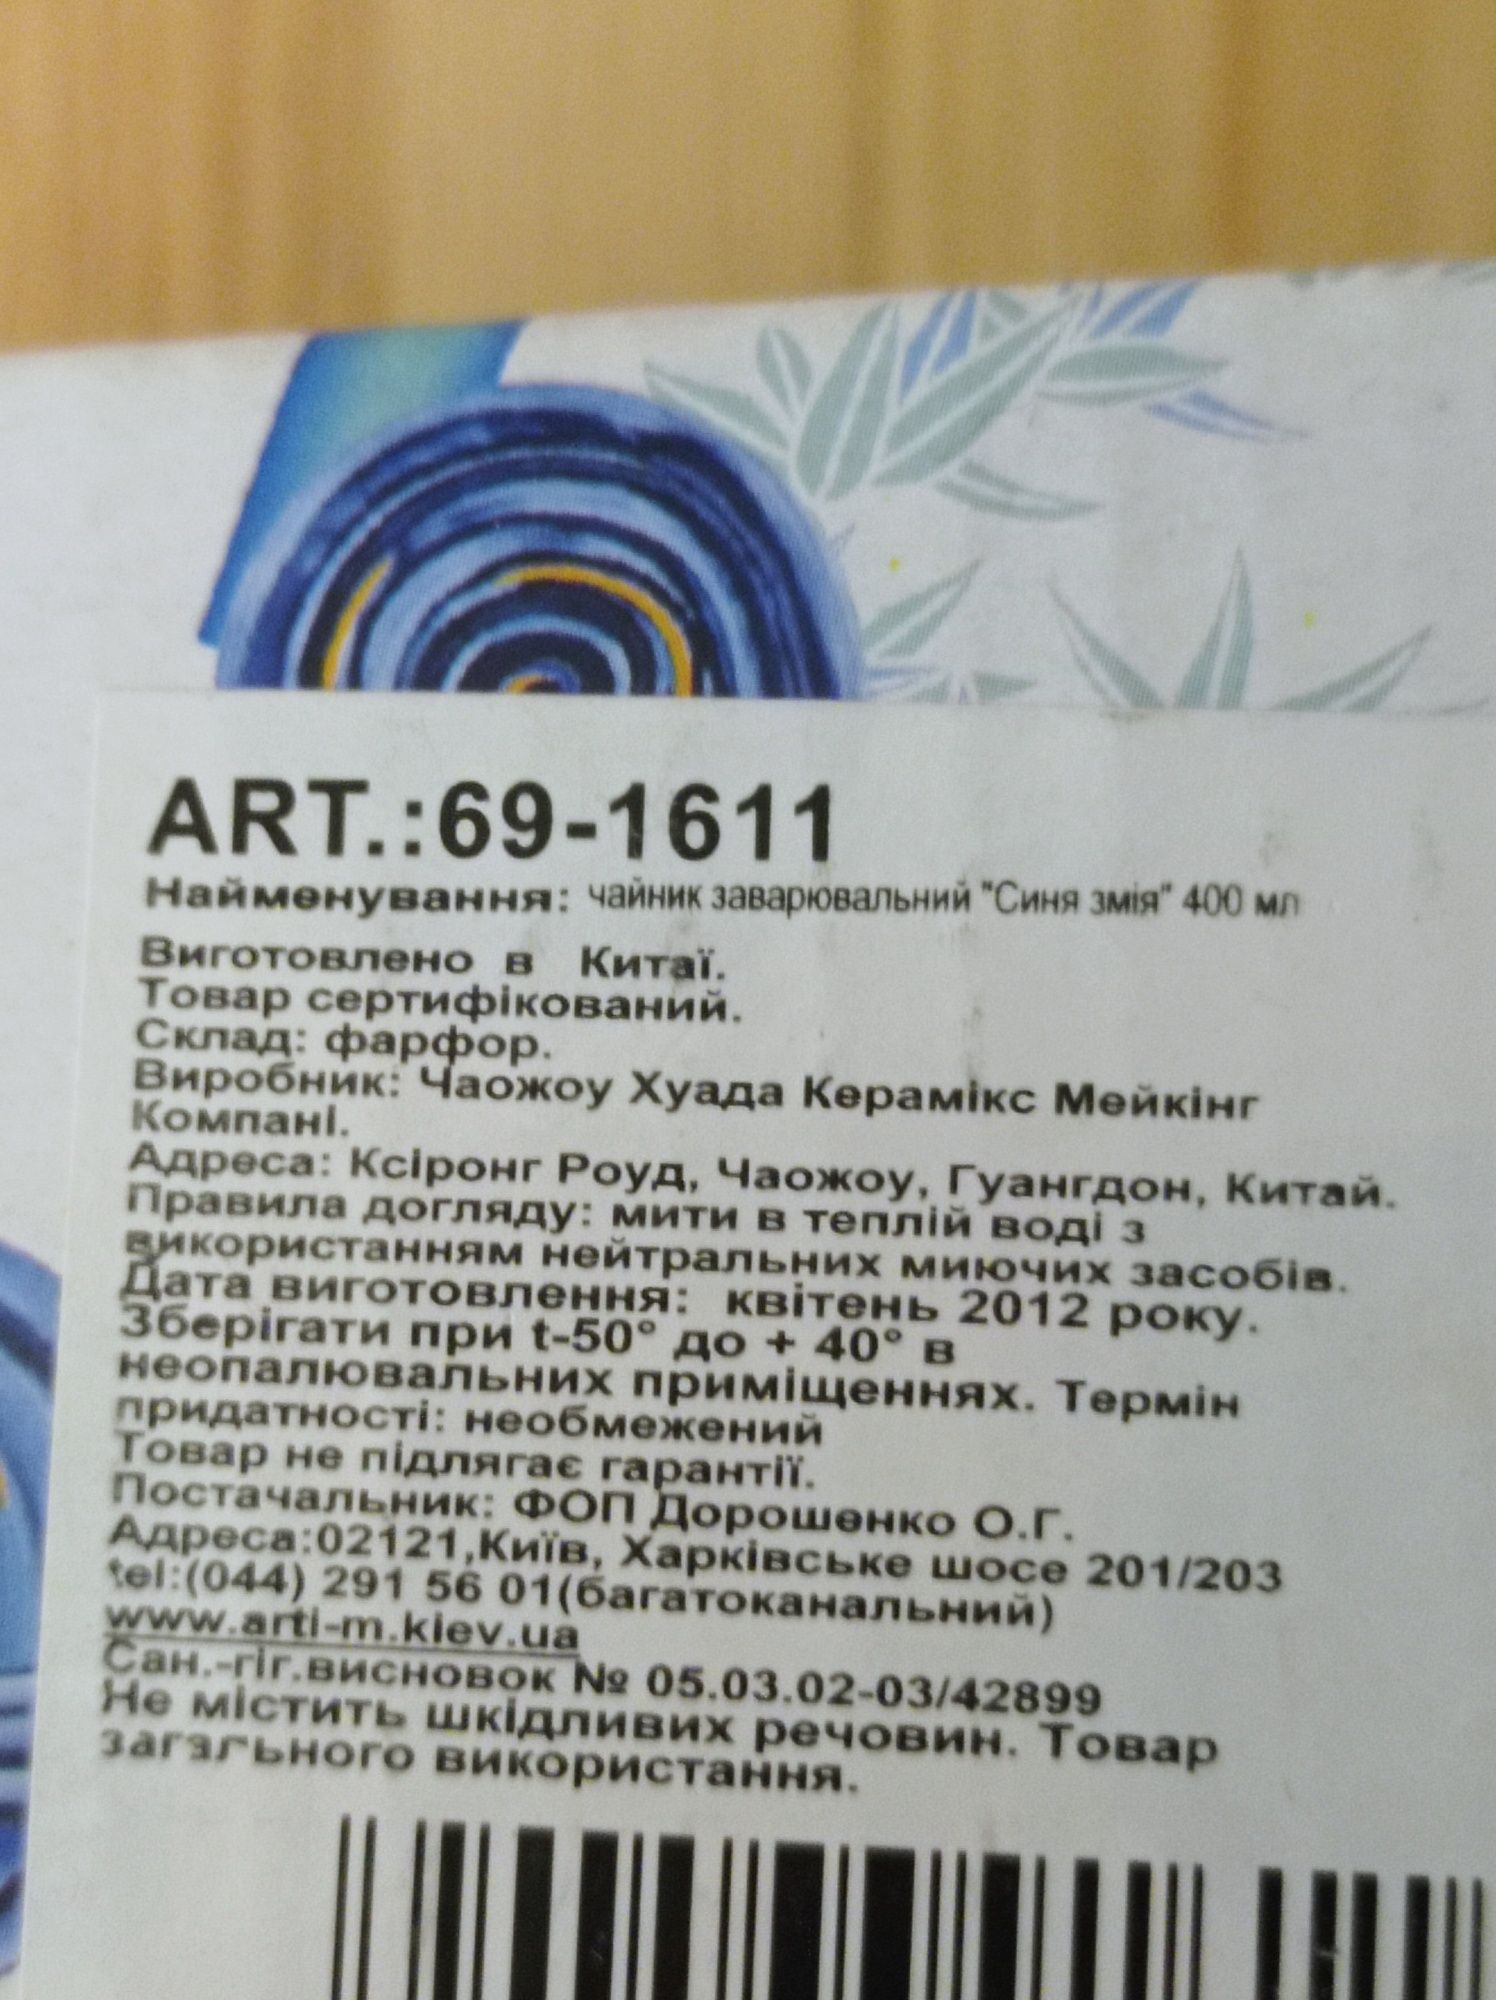 ART.:69-1611
Найменування: чайник заварювальний "Синя змія" 400 мл
Виготовлено в Китаї.
Товар сертифікований.
Склад: фарфор.
Виробник: Чаожоу Хуада Керамікс Мейкінг
Компані.
Адреса: Ксіронг Роуд, Чаожоу, Гуангдон, Китай.
Правила догляду: мити в теплій воді з
використанням нейтральних миючих засобів.
Дата виготовлення: квітень 2012 року.
Зберігати при t-50° до + 40° в
неопалювальних приміщеннях. Термін
придатності: необмежений
Товар не підлягає гарантії.
Постачальник: ФОП Дорошенко О.Г.
Адреса:02121,Київ, Харківське шосе 201/203
tel:(044) 291 56 01(багатоканальний)
www.arti-m.kiev.ua
Сан.-гіг.висновок № 05.03.02-03/42899
Не містить шкідливих речовин. Товар
загального використання.